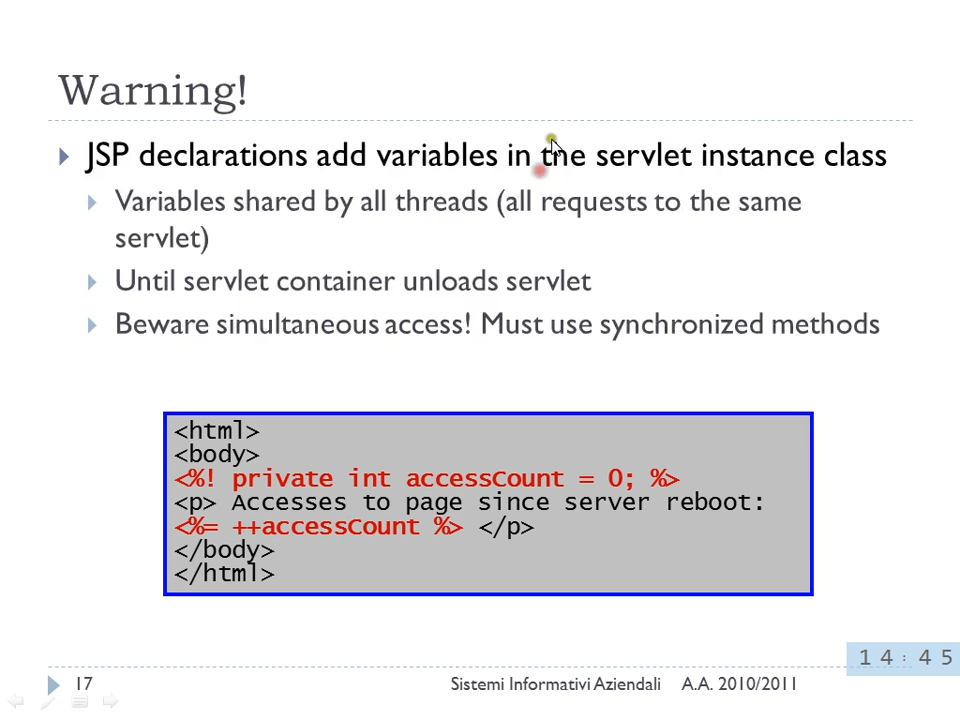 Warning!
JSP declarations add variables in the servlet instance class
Variables shared by all threads (all requests to the same
servlet)
Until servlet container unloads servlet
Beware simultaneous access! Must use synchronized methods
<html>
<body>
<%! private int accessCount = 0; %>
<p> Accesses to page since server reboot:
<%= ++accessCount %> </p>
</body>
</html>
14:45
17 Sistemi Informativi Aziendali A.A. 2010/2011